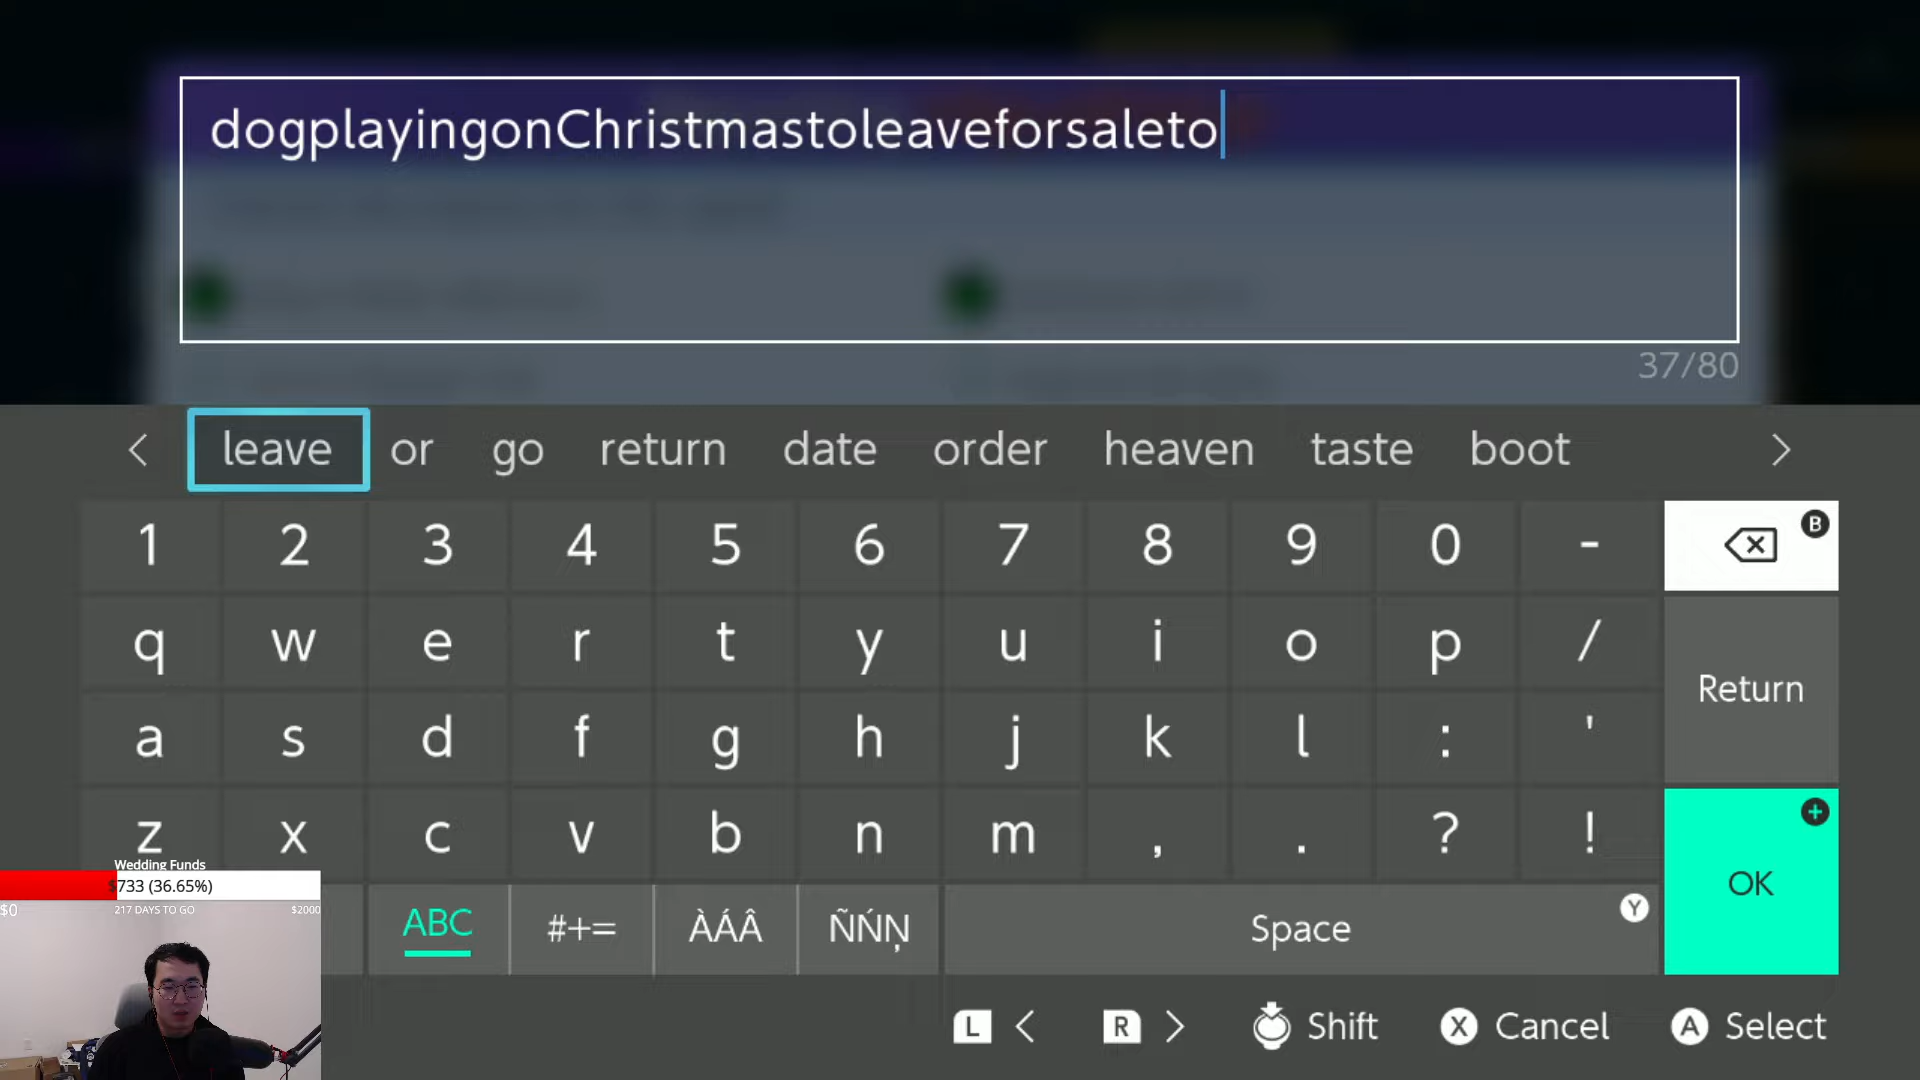 dogplayingonChristmastoleaveforsaleto
37/80
leave or go return date order heaven taste boot
1 2 3 4 5 6 7 8 9 0 - B
q w e r t y u i o p /
Return
a s d f g h j k l : '
z x c v b n m , . ? ! +
OK
Wedding Funds
$733 (36.65%)
$0 217 DAYS TO GO $2000
ABC #+= ÀÁÂ ÑŃŅ Space Y
L < R > Shift X Cancel A Select